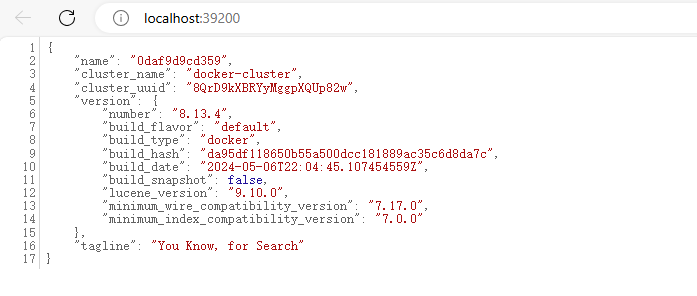 localhost:39200
1 {
2 "name": "0daf9d9cd359",
3 "cluster_name": "docker-cluster",
4 "cluster_uuid": "8QrD9kXBRYyMggpXQUp82w",
5 "version": {
6 "number": "8.13.4",
7 "build_flavor": "default",
8 "build_type": "docker",
9 "build_hash": "da95df118650b55a500dcc181889ac35c6d8da7c",
10 "build_date": "2024-05-06T22:04:45.107454559Z",
11 "build_snapshot": false,
12 "lucene_version": "9.10.0",
13 "minimum_wire_compatibility_version": "7.17.0",
14 "minimum_index_compatibility_version": "7.0.0"
15 },
16 "tagline": "You Know, for Search"
17 }